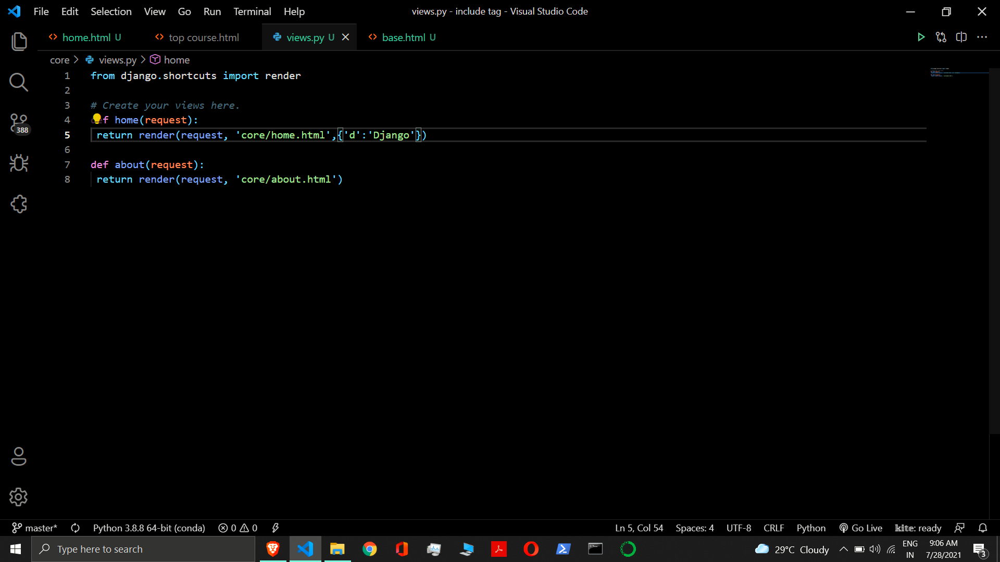 File Edit Selection View Go Run Terminal Help views.py - include tag - Visual Studio Code
home.html U top course.html views.py U base.html U
core views.py home
1 from django.shortcuts import render
2
3 # Create your views here.
4 def home(request):
5 return render(request, 'core/home.html',{'d':'Django'})
6
7 def about(request):
8 return render(request, 'core/about.html')
388
master* Python 3.8.8 64-bit (conda) 0 0 Ln 5, Col 54 Spaces: 4 UTF-8 CRLF Python Go Live kite: ready
Type here to search 29°C Cloudy ENG IN 9:06 AM 7/28/2021 3